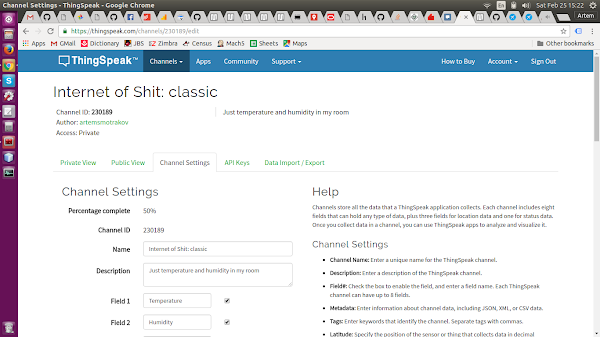 Channel Settings - ThingSpeak - Google Chrome
Sat Feb 25 15:22
Artem
https://thingspeak.com/channels/230189/edit
Apps GMail Dictionary JBS Zimbra Census Mach5 Sheets Maps Other bookmarks
ThingSpeak™ Channels Apps Community Support How to Buy Account Sign Out
Internet of Shit: classic
Channel ID: 230189 Just temperature and humidity in my room
Author: artemsmotrakov
Access: Private
Private View Public View Channel Settings API Keys Data Import / Export
Channel Settings
Percentage complete 50%
Channel ID 230189
Name Internet of Shit: classic
Description Just temperature and humidity in my room
Field 1 Temperature
Field 2 Humidity
Help
Channels store all the data that a ThingSpeak application collects. Each channel includes eight
fields that can hold any type of data, plus three fields for location data and one for status data.
Once you collect data in a channel, you can use ThingSpeak apps to analyze and visualize it.
Channel Settings
Channel Name: Enter a unique name for the ThingSpeak channel.
Description: Enter a description of the ThingSpeak channel.
Field#: Check the box to enable the field, and enter a field name. Each ThingSpeak
channel can have up to 8 fields.
Metadata: Enter information about channel data, including JSON, XML, or CSV data.
Tags: Enter keywords that identify the channel. Separate tags with commas.
Latitude: Specify the position of the sensor or thing that collects data in decimal